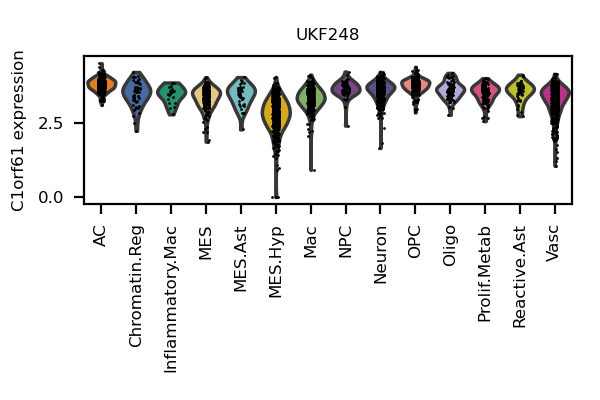 UKF248
C1orf61 expression
2.5
0.0
AC
Chromatin.Reg
Inflammatory.Mac
MES
MES.Ast
MES.Hyp
Mac
NPC
Neuron
OPC
Oligo
Prolif.Metab
Reactive.Ast
Vasc